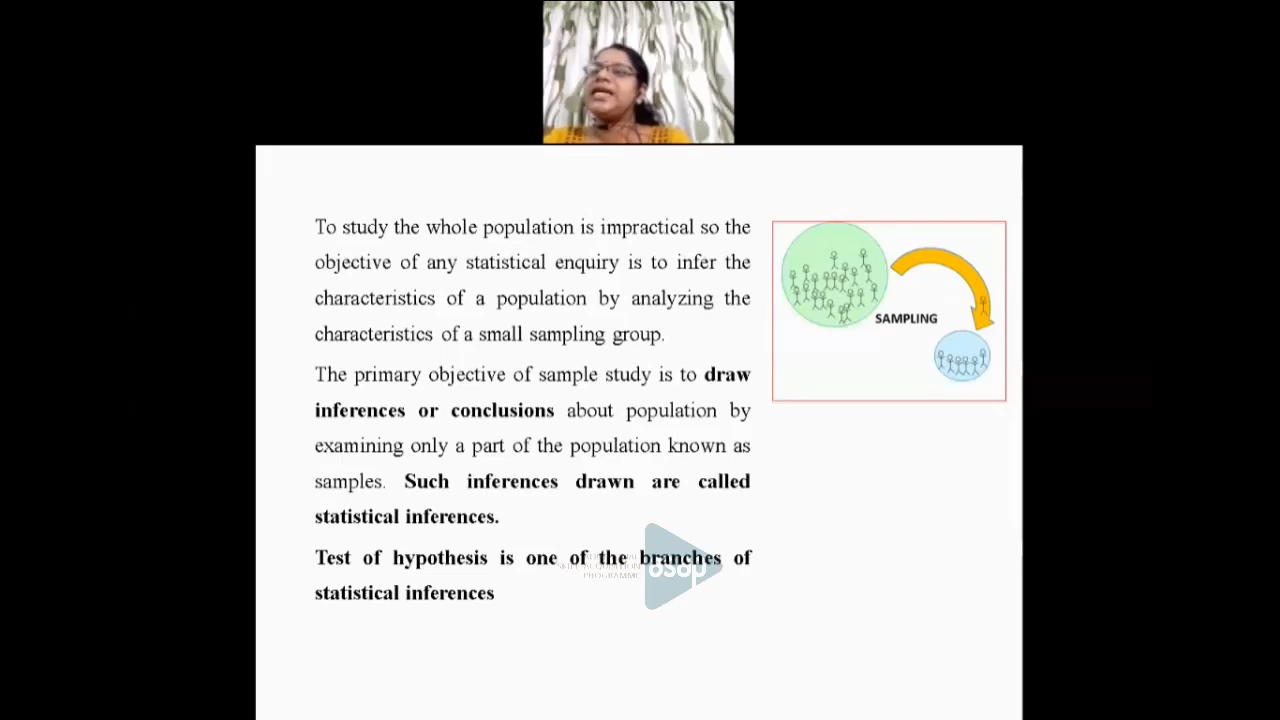 To study the whole population is impractical so the
objective of any statistical enquiry is to infer the
characteristics of a population by analyzing the
characteristics of a small sampling group.
The primary objective of sample study is to draw
inferences or conclusions about population by
examining only a part of the population known as
samples. Such inferences drawn are called
statistical inferences.
Test of hypothesis is one of the branches of
statistical inferences
SAMPLING
PROGRAMME
asap